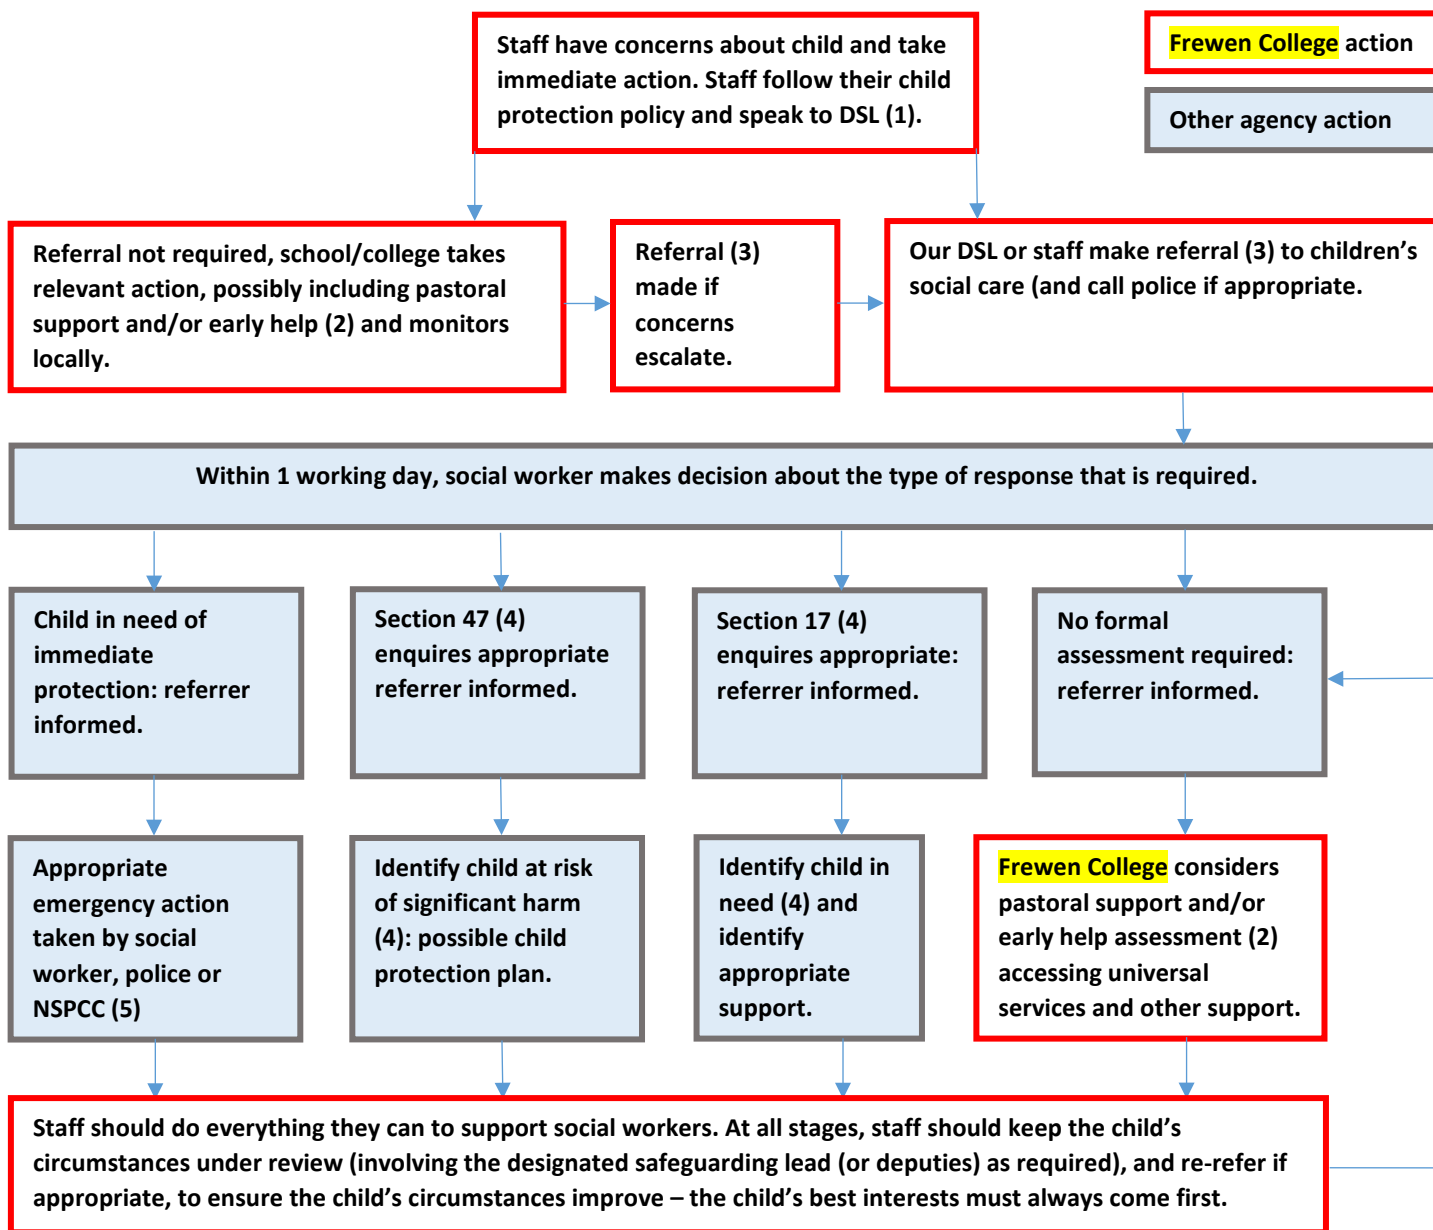 Staff have concerns about child and take
immediate action. Staff follow their child
protection policy and speak to DSL (1).
Frewen College action
Other agency action
Referral not required, school/college takes
relevant action, possibly including pastoral
support and/or early help (2) and monitors
locally.
Referral (3)
made if
concerns
escalate.
Our DSL or staff make referral (3) to children’s
social care (and call police if appropriate.
Within 1 working day, social worker makes decision about the type of response that is required.
Child in need of
immediate
protection: referrer
informed.
Section 47 (4)
enquires appropriate
referrer informed.
Section 17 (4)
enquires appropriate:
referrer informed.
No formal
assessment required:
referrer informed.
Appropriate
emergency action
taken by social
worker, police or
NSPCC (5)
Identify child at risk
of significant harm
(4): possible child
protection plan.
Identify child in
need (4) and
identify
appropriate
support.
Frewen College considers
pastoral support and/or
early help assessment (2)
accessing universal
services and other support.
Staff should do everything they can to support social workers. At all stages, staff should keep the child’s
circumstances under review (involving the designated safeguarding lead (or deputies) as required), and re-refer if
appropriate, to ensure the child’s circumstances improve – the child’s best interests must always come first.